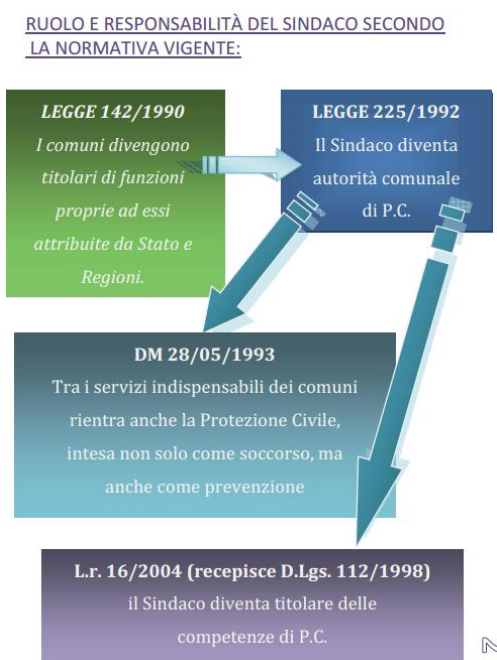 RUOLO E RESPONSABILITÀ DEL SINDACO SECONDO
LA NORMATIVA VIGENTE:
LEGGE 142/1990
I comuni divengono
titolari di funzioni
proprie ad essi
attribuite da Stato e
Regioni.
LEGGE 225/1992
Il Sindaco diventa
autorità comunale
di P.C.
DM 28/05/1993
Tra i servizi indispensabili dei comuni
rientra anche la Protezione Civile,
intesa non solo come soccorso, ma
anche come prevenzione
L.r. 16/2004 (recepisce D.Lgs. 112/1998)
il Sindaco diventa titolare delle
competenze di P.C.